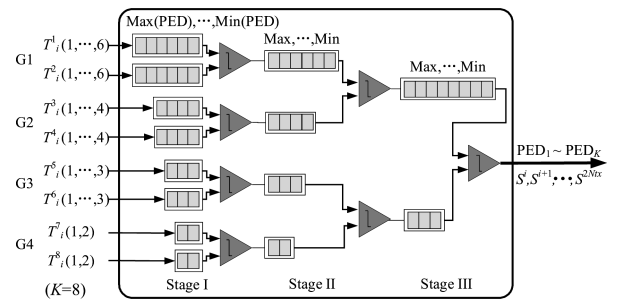 Max(PED),⋯,Min(PED)
G1
T¹ᵢ(1,⋯,6)
T²ᵢ(1,⋯,6)
Max,⋯,Min
Max,⋯,Min
G2
T³ᵢ(1,⋯,4)
T⁴ᵢ(1,⋯,4)
G3
T⁵ᵢ(1,⋯,3)
T⁶ᵢ(1,⋯,3)
PED₁ ~ PED_K
Sⁱ,Sⁱ⁺¹,⋯,S²ᴺᵗˣ
G4
T⁷ᵢ(1,2)
T⁸ᵢ(1,2)
(K=8)
Stage I
Stage II
Stage III